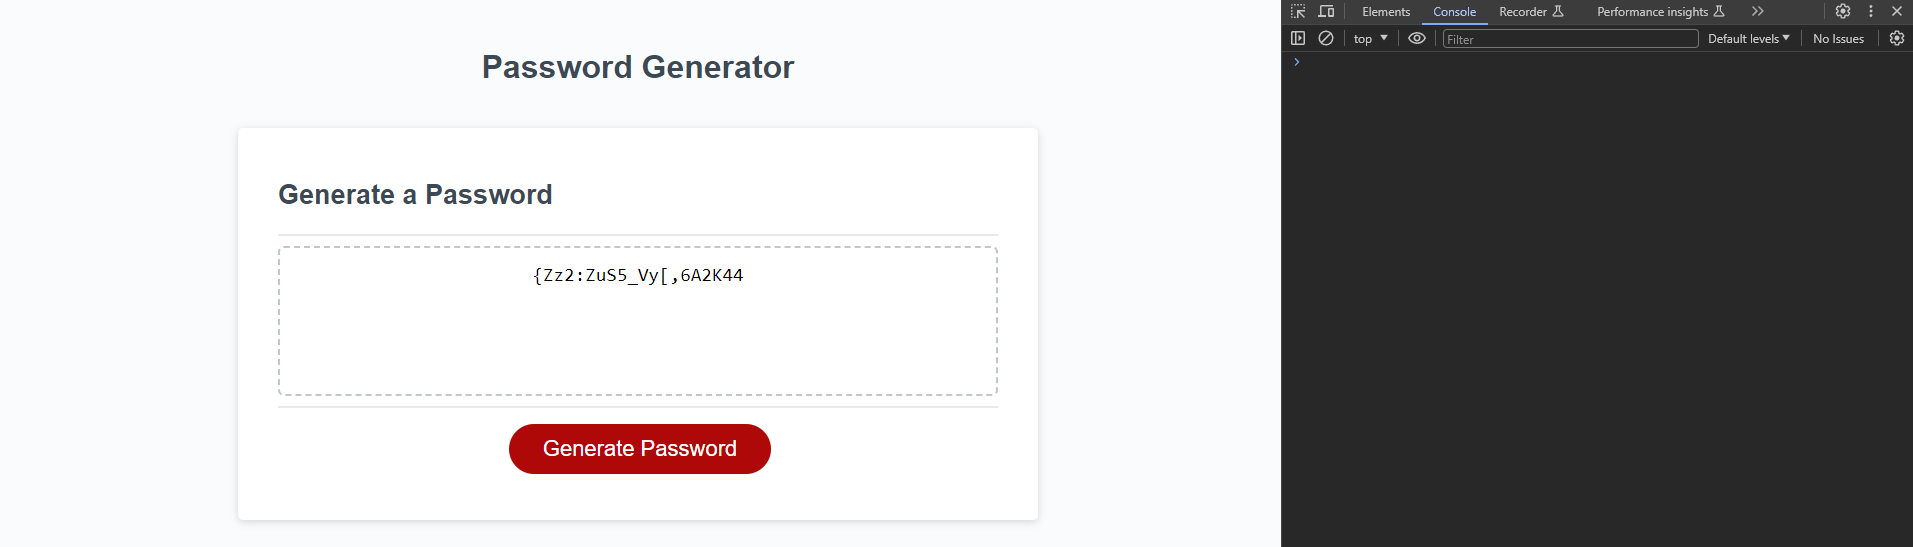 Password Generator
Generate a Password
{Zz2:ZuS5_Vy[,6A2K44
Generate Password
Elements Console Recorder Performance insights
top Filter Default levels No Issues